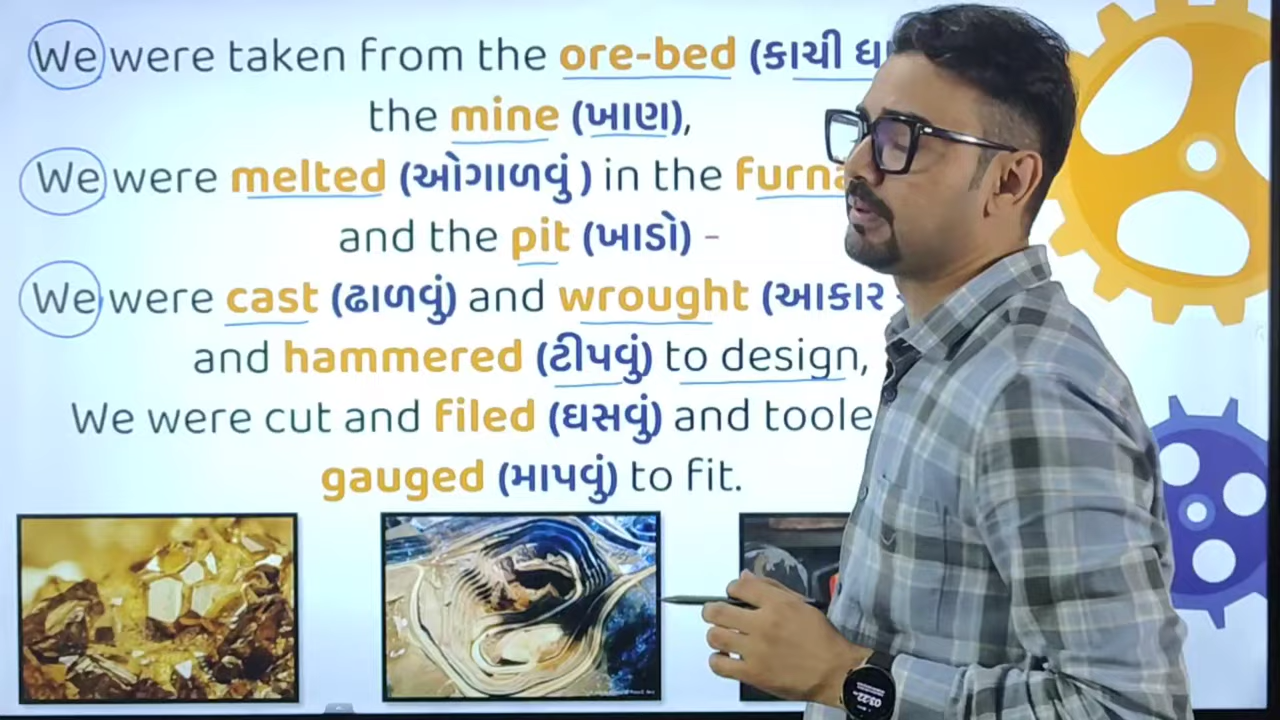 We were taken from the ore-bed (કાચી
the mine (ખાણ),
We were melted (ઓગાળવું ) in the
and the pit (ખાડો) -
We were cast (ઢાળવું) and wrought (આકાર
and hammered (ટીપવું) to design,
We were cut and filed (ઘસવું) and
gauged (માપવું) to fit.
03:22